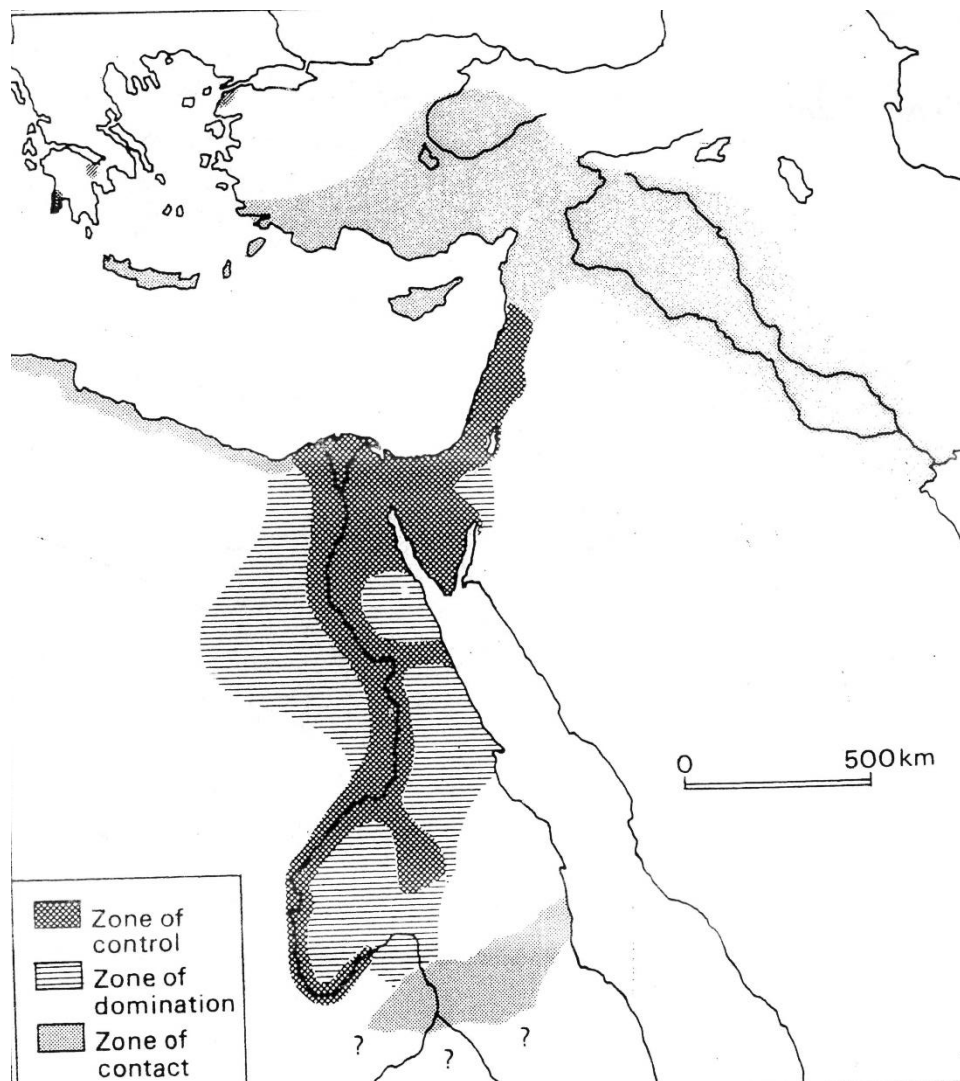 0 500km
Zone of
control
Zone of
domination
Zone of
contact
? ? ?